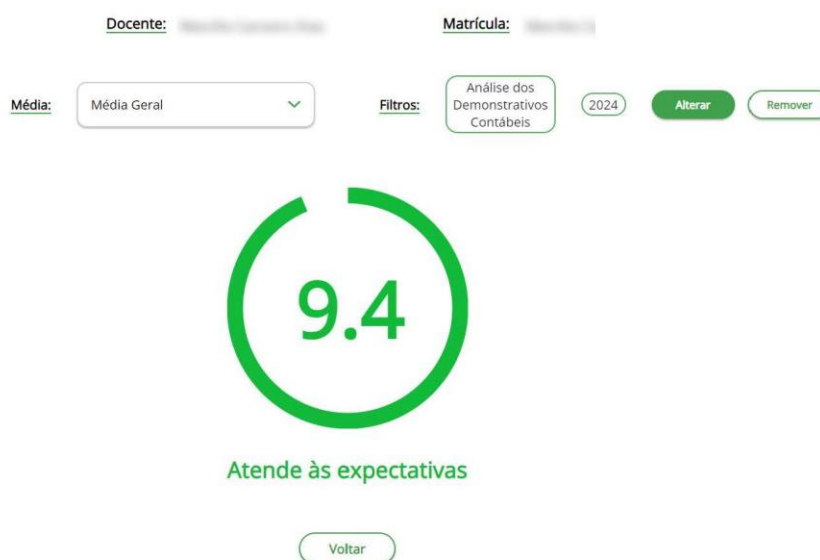 Docente:
Matrícula:
Média:
Média Geral
Filtros:
Análise dos
Demonstrativos
Contábeis
2024
Alterar
Remover
9.4
Atende às expectativas
Voltar